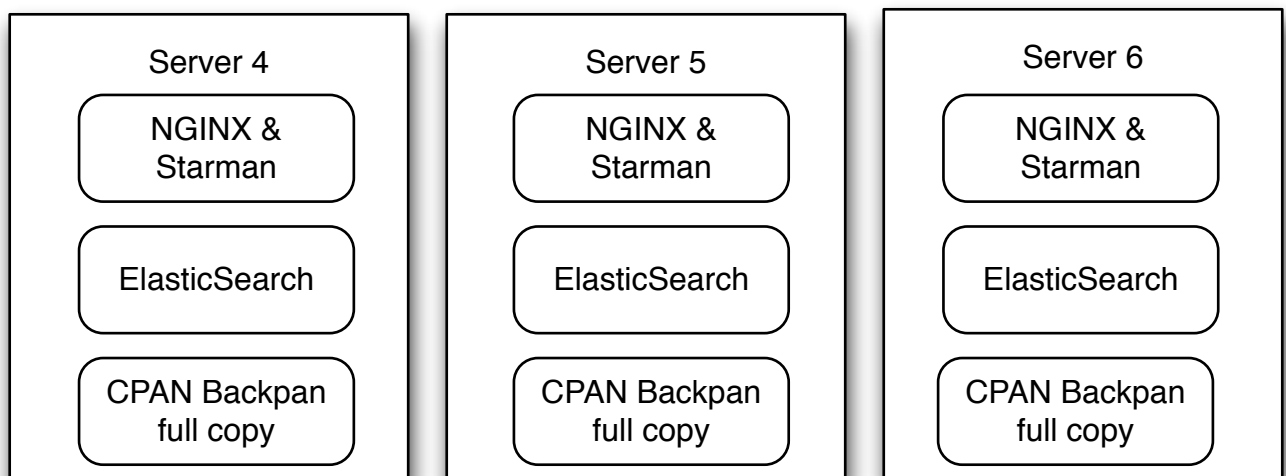 Server 4
NGINX &
Starman
ElasticSearch
CPAN Backpan
full copy
Server 5
NGINX &
Starman
ElasticSearch
CPAN Backpan
full copy
Server 6
NGINX &
Starman
ElasticSearch
CPAN Backpan
full copy